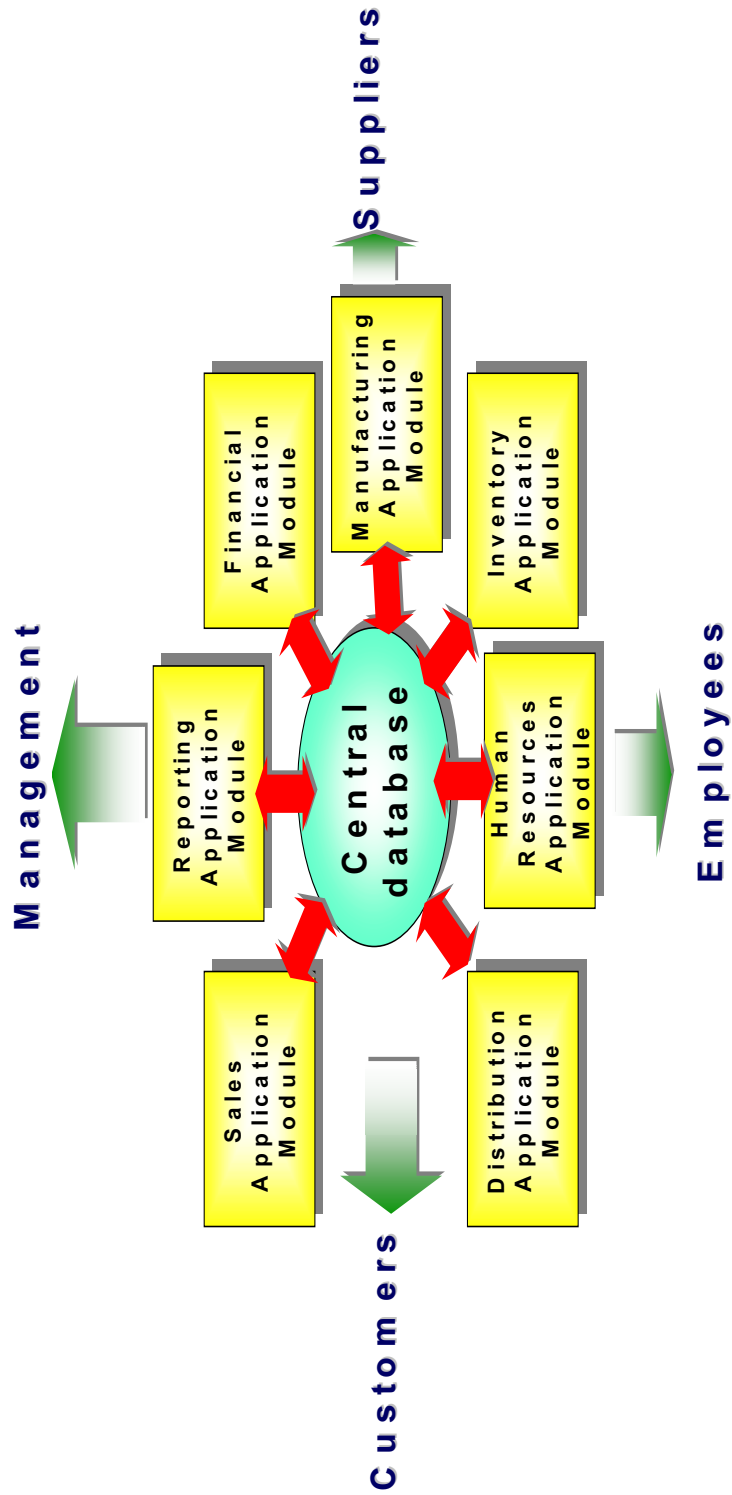 Management
Reporting
Application
Module
Sales
Application
Module
Financial
Application
Module
Customers
Central
database
Manufacturing
Application
Module
Suppliers
Distribution
Application
Module
Human
Resources
Application
Module
Inventory
Application
Module
Employees